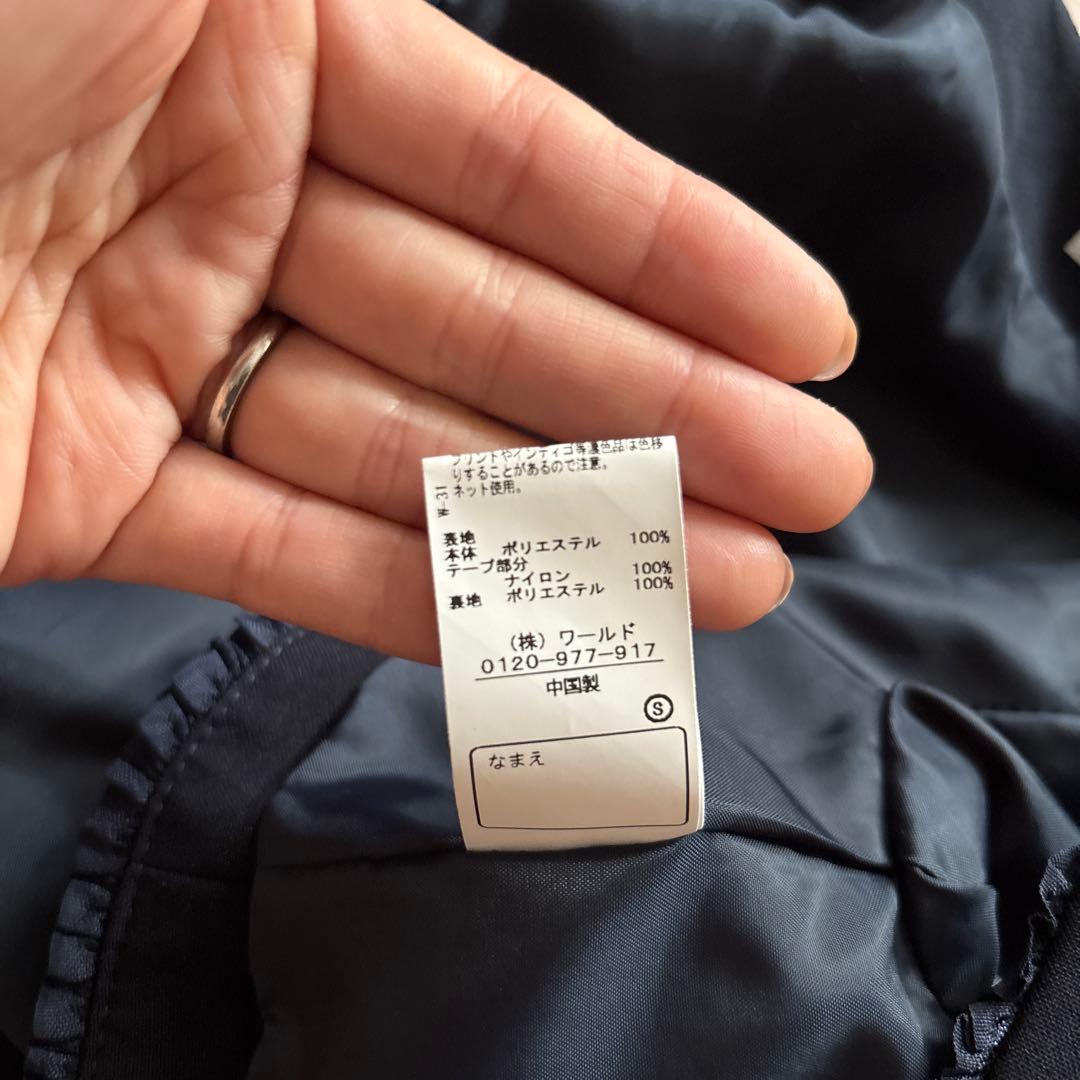 プリントやインディゴ等濃色品は色移
りすることがあるので注意。
ネット使用。
W-31
表地
本体 ポリエステル 100%
テープ部分
ナイロン 100%
裏地 ポリエステル 100%
(株) ワールド
0120-977-917
中国製
S
なまえ